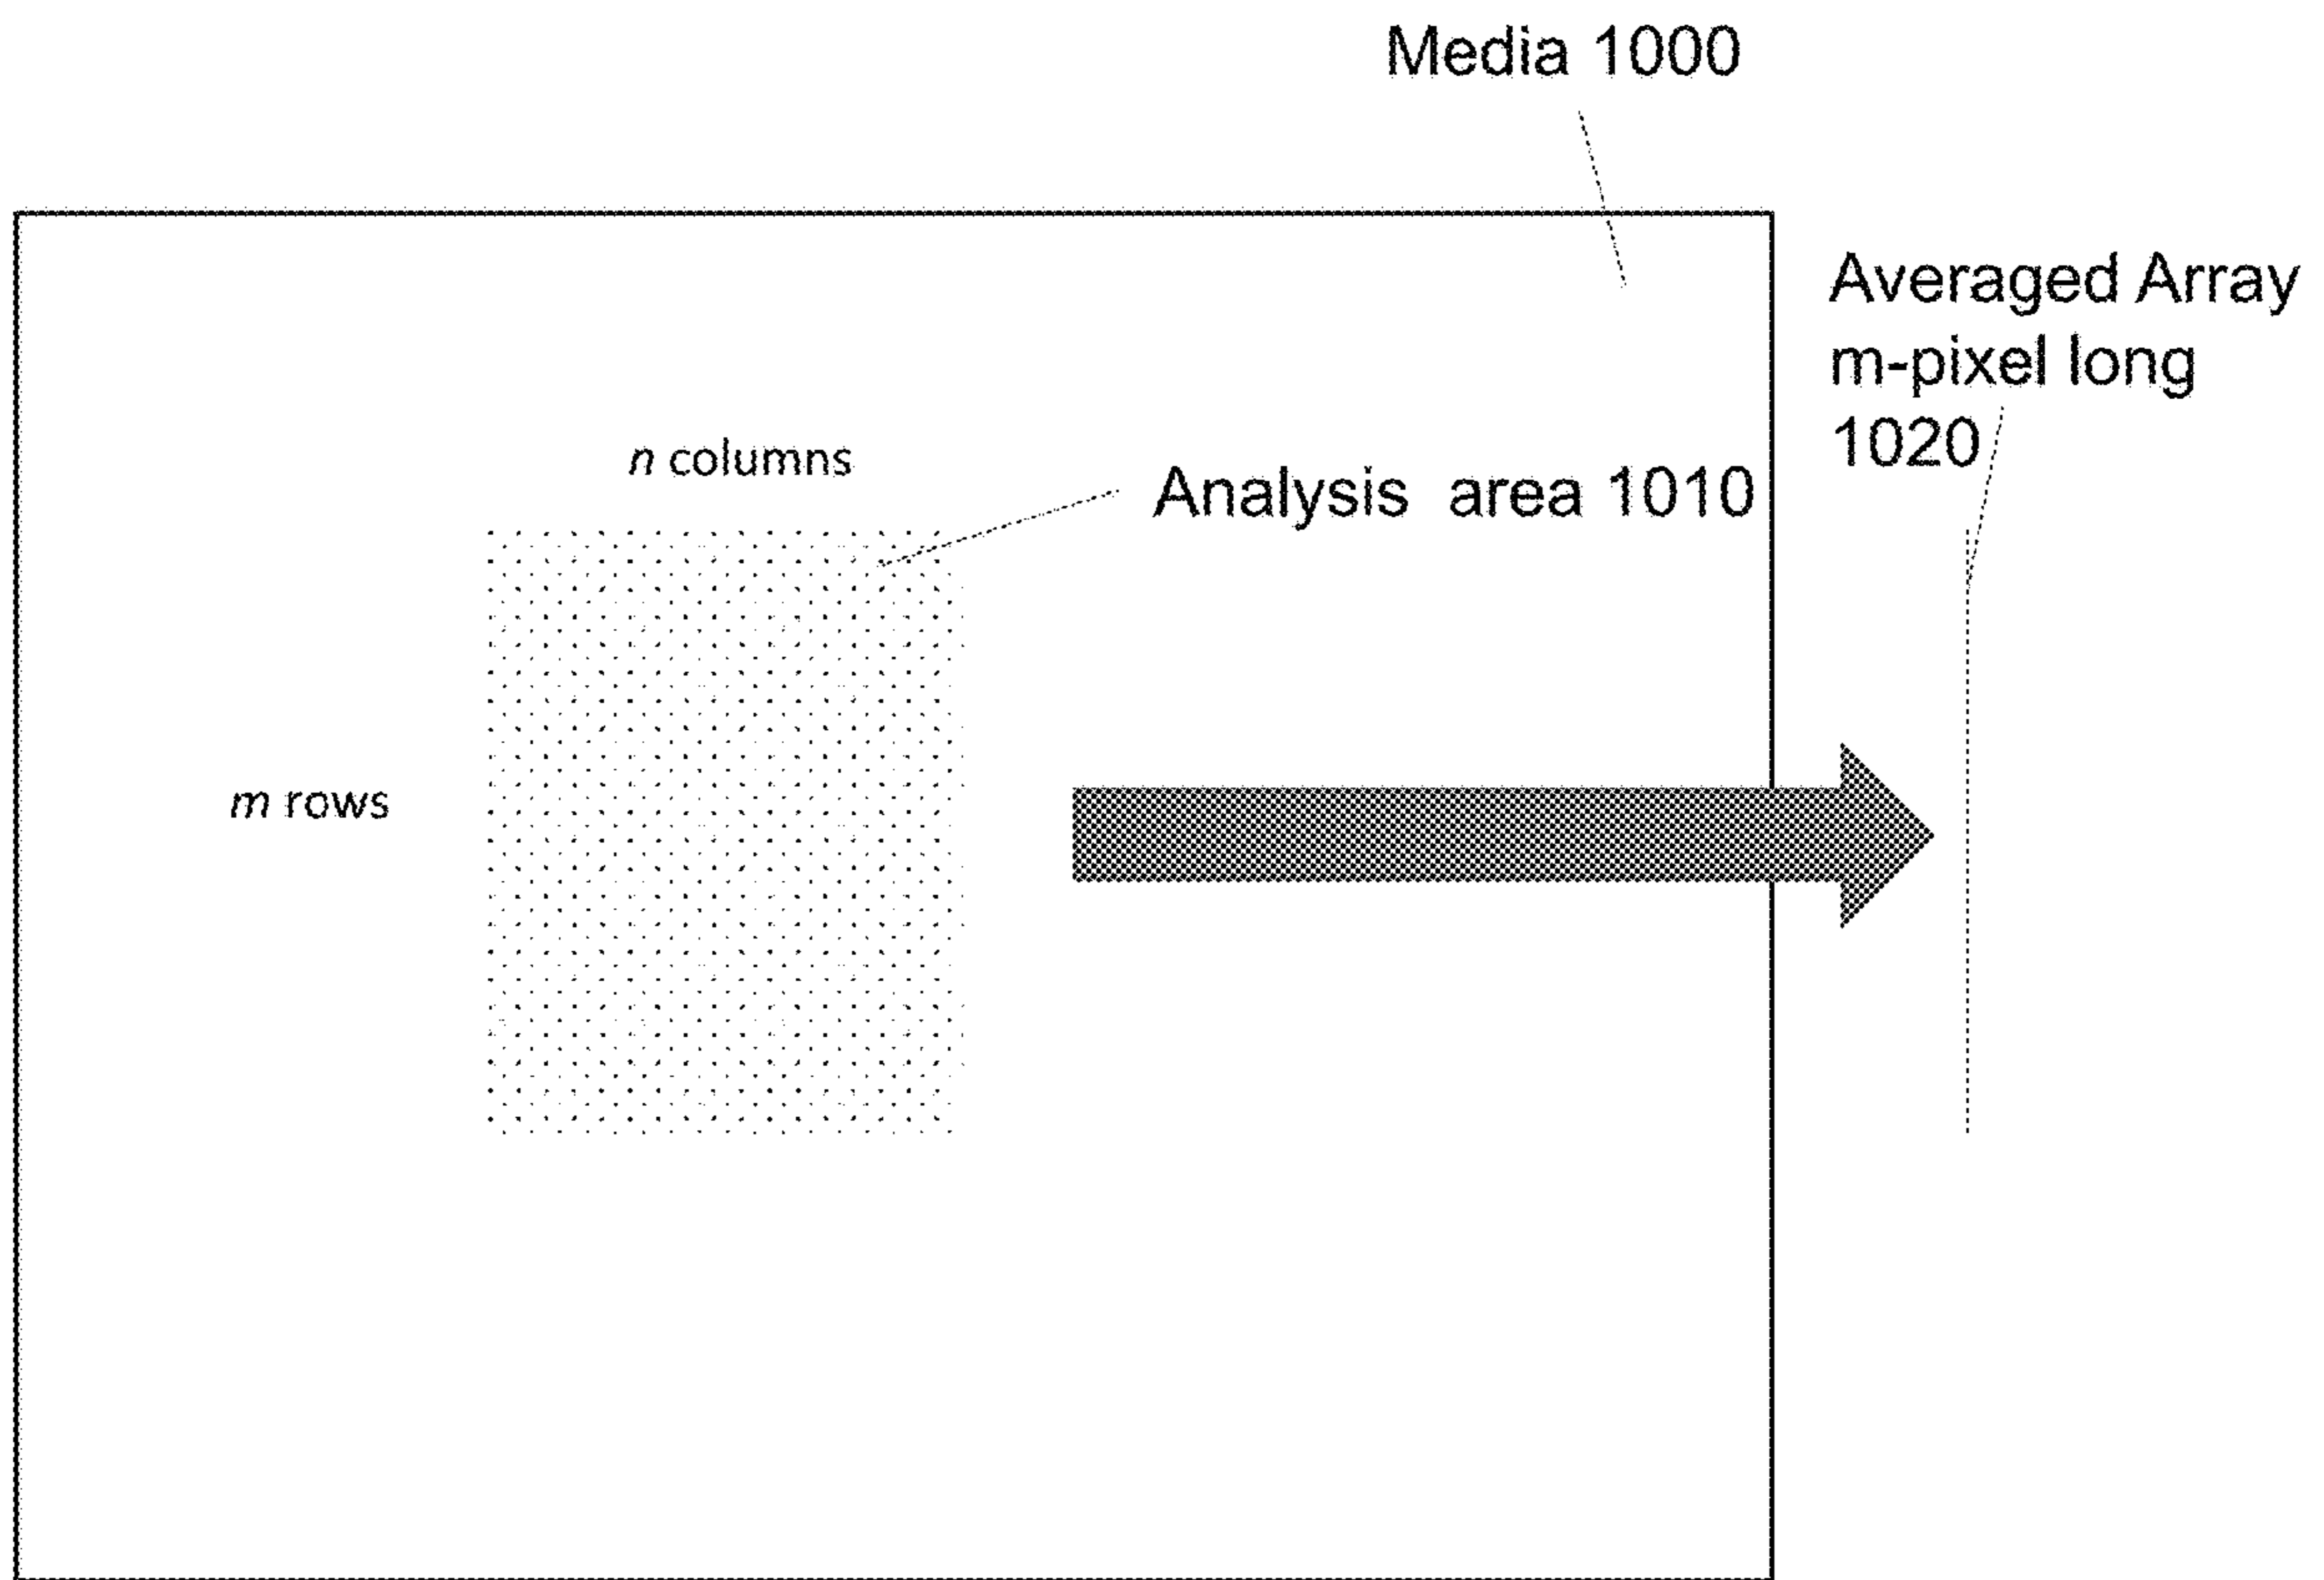 Media 1000
Averaged Array
m-pixel long
1020
n columns
Analysis area 1010
m rows